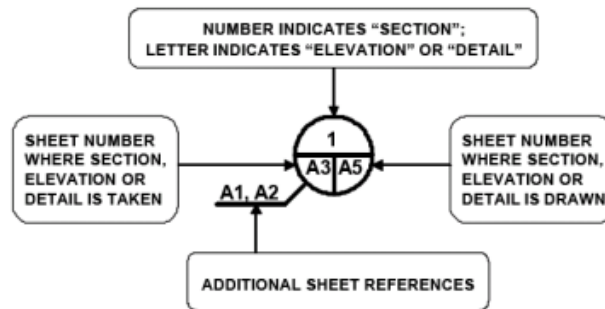 NUMBER INDICATES “SECTION”;
LETTER INDICATES “ELEVATION” OR “DETAIL”
SHEET NUMBER
WHERE SECTION,
ELEVATION OR
DETAIL IS TAKEN
1
A3 A5
A1, A2
SHEET NUMBER
WHERE SECTION,
ELEVATION OR
DETAIL IS DRAWN
ADDITIONAL SHEET REFERENCES